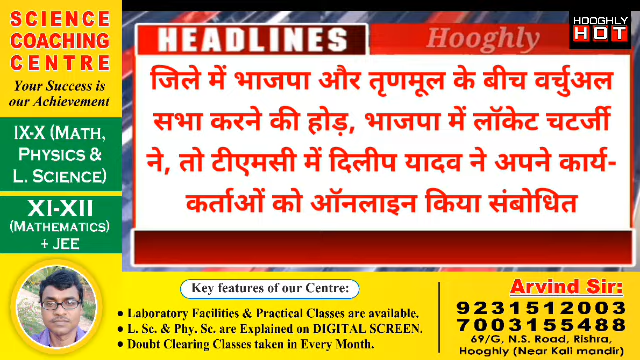 SCIENCE
COACHING
CENTRE
Your Success is
our Achievement
IX-X (MATH,
PHYSICS &
L. SCIENCE)
XI-XII
(MATHEMATICS)
+ JEE
HEADLINES
Hooghly
HOOGHLY
HOT
जिले में भाजपा और तृणमूल के बीच वर्चुअल
सभा करने की होड़, भाजपा में लॉकेट चटर्जी
ने, तो टीएमसी में दिलीप यादव ने अपने कार्य-
कर्ताओं को ऑनलाइन किया संबोधित
Key features of our Centre:
• Laboratory Facilities & Practical Classes are available.
• L. Sc. & Phy. Sc. are Explained on DIGITAL SCREEN.
• Doubt Clearing Classes taken in Every Month.
Arvind Sir:
9231512003
7003155488
69/G, N.S. Road, Rishra,
Hooghly (Near Kali mandir)